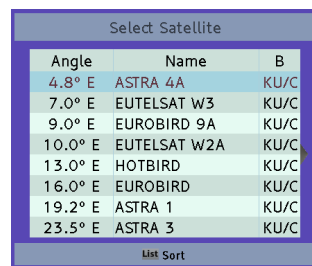 Select Satellite
Angle Name B
4.8° E ASTRA 4A KU/C
7.0° E EUTELSAT W3 KU/C
9.0° E EUROBIRD 9A KU/C
10.0° E EUTELSAT W2A KU/C
13.0° E HOTBIRD KU/C
16.0° E EUROBIRD KU/C
19.2° E ASTRA 1 KU/C
23.5° E ASTRA 3 KU/C
List Sort